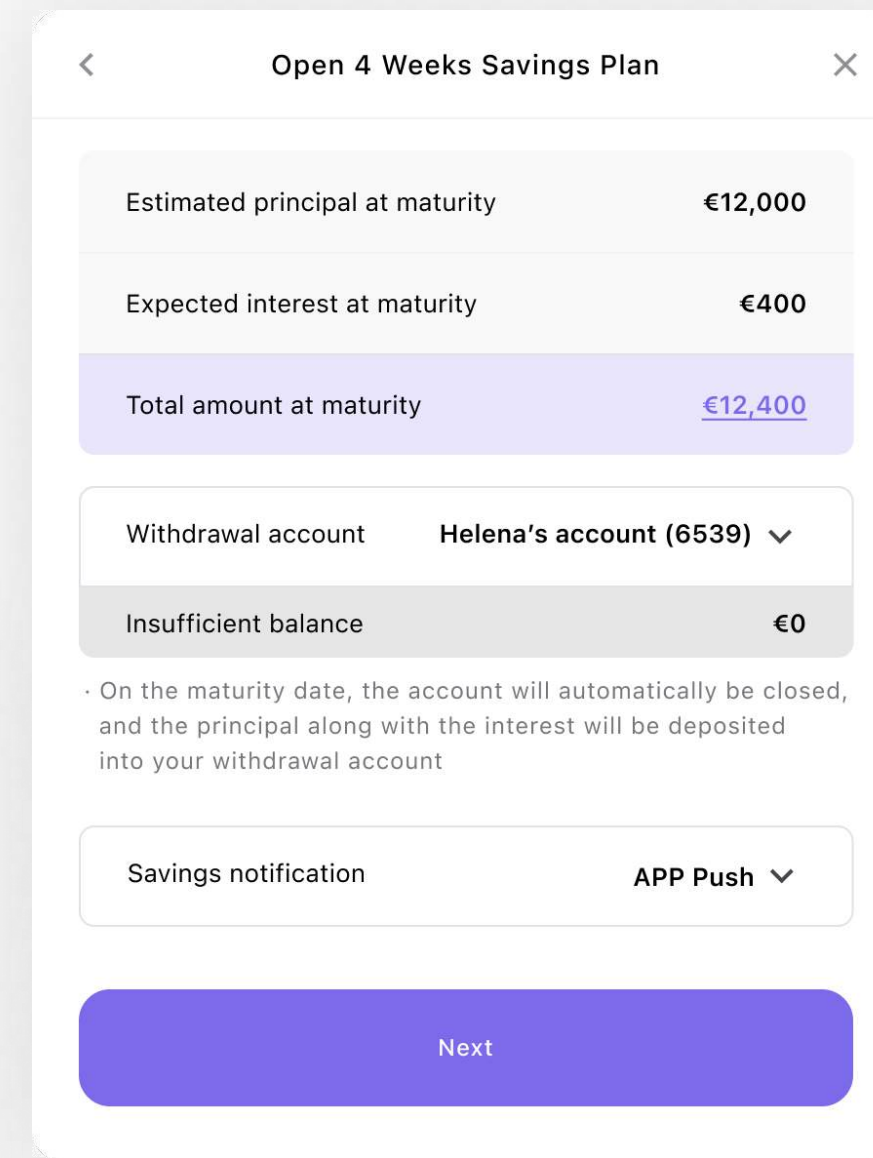 Open 4 Weeks Savings Plan
Estimated principal at maturity €12,000
Expected interest at maturity €400
Total amount at maturity €12,400
Withdrawal account Helena’s account (6539)
Insufficient balance €0
· On the maturity date, the account will automatically be closed,
and the principal along with the interest will be deposited
into your withdrawal account
Savings notification APP Push
Next